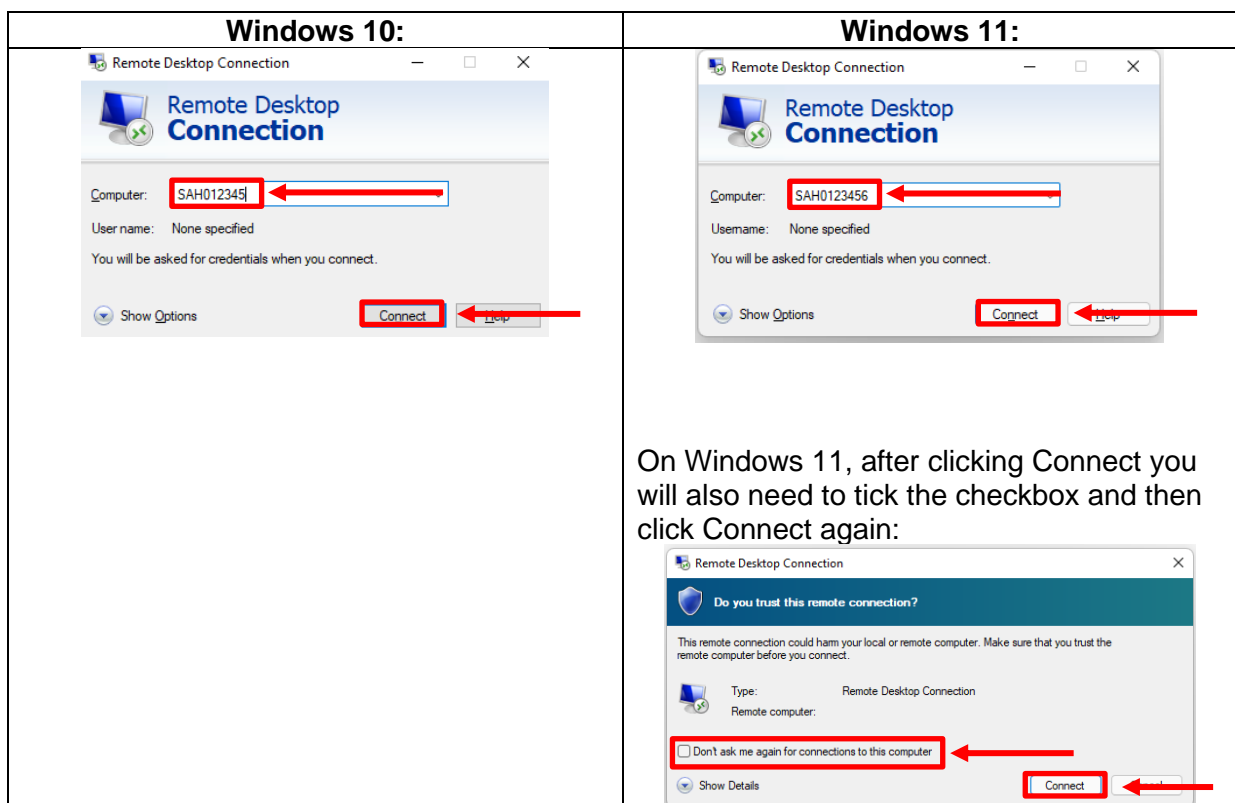 Windows 10:
Remote Desktop Connection
Remote Desktop
Connection
Computer: SAH012345
User name: None specified
You will be asked for credentials when you connect.
Show Options Connect Help
Windows 11:
Remote Desktop Connection
Remote Desktop
Connection
Computer: SAH0123456
Username: None specified
You will be asked for credentials when you connect.
Show Options Connect Help
On Windows 11, after clicking Connect you
will also need to tick the checkbox and then
click Connect again:
Remote Desktop Connection
Do you trust this remote connection?
This remote connection could harm your local or remote computer. Make sure that you trust the
remote computer before you connect.
Type: Remote Desktop Connection
Remote computer:
Don't ask me again for connections to this computer
Show Details Connect